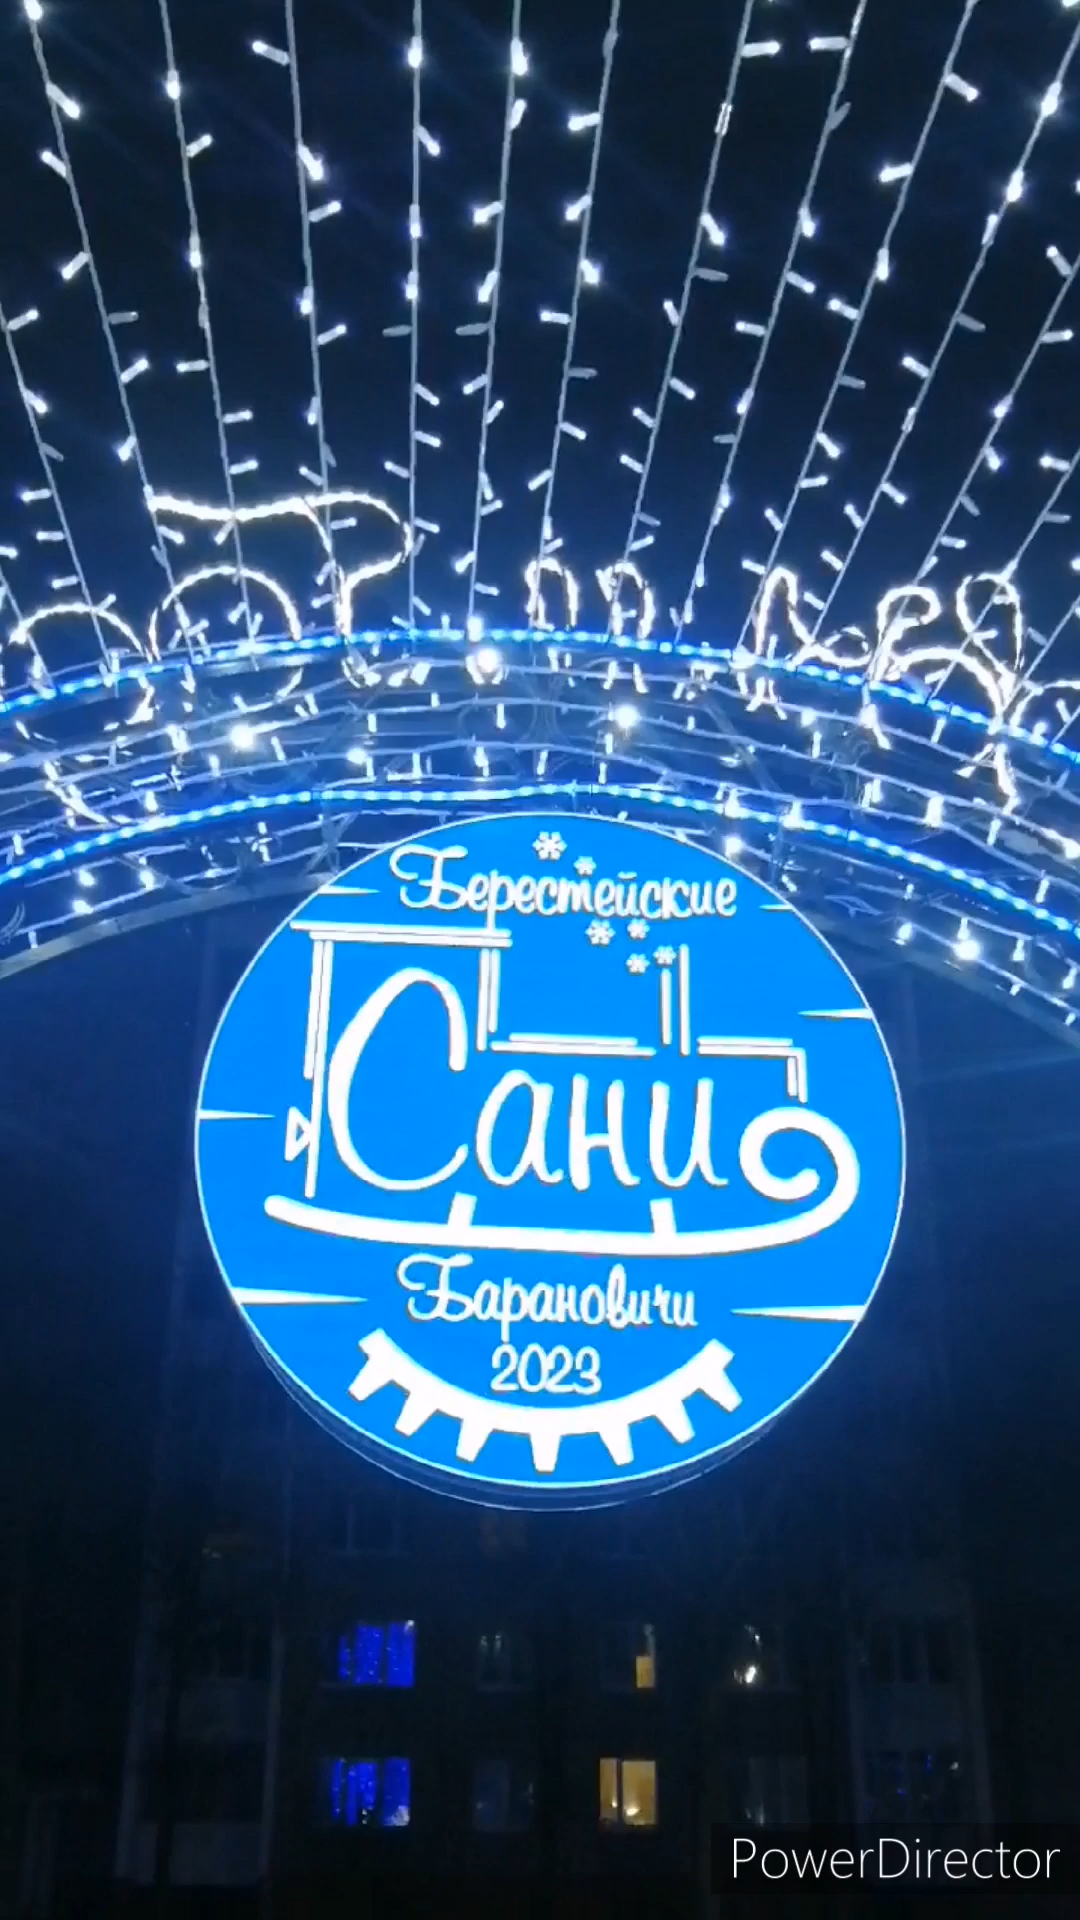 Берестейские
Сани
Барановичи
2023
PowerDirector